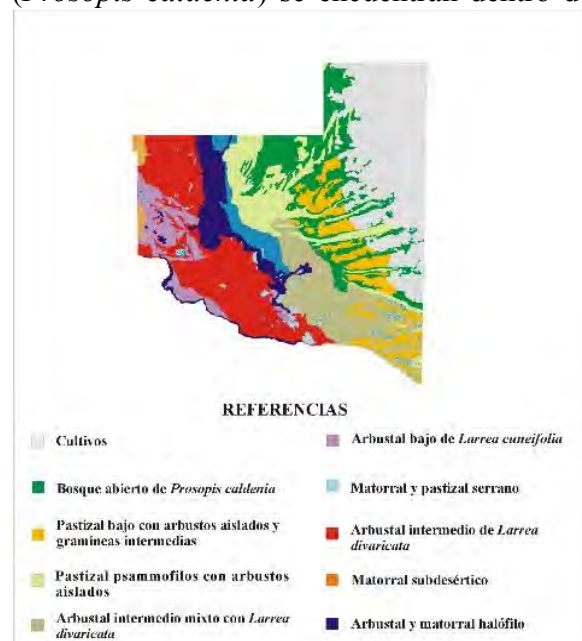 (Prosopis caldenia) se encuentran dentro d
REFERENCIAS
Cultivos
Bosque abierto de Prosopis caldenia
Pastizal bajo con arbustos aislados y
gramíneas intermedias
Pastizal psammofilos con arbustos
aislados
Arbustal intermedio mixto con Larrea
divaricata
Arbustal bajo de Larrea cuneifolia
Matorral y pastizal serrano
Arbustal intermedio de Larrea
divaricata
Matorral subdesértico
Arbustal y matorral halófilo